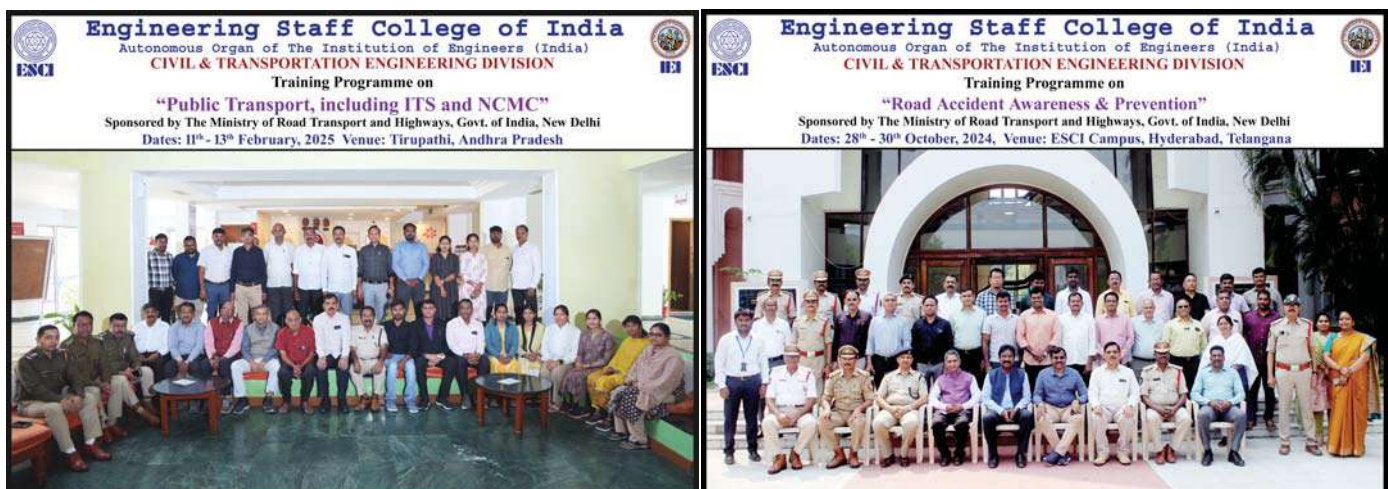 Engineering Staff College of India
Autonomous Organ of The Institution of Engineers (India)
CIVIL & TRANSPORTATION ENGINEERING DIVISION
Training Programme on
“Public Transport, including ITS and NCMC”
Sponsored by The Ministry of Road Transport and Highways, Govt. of India, New Delhi
Dates: 11th - 13th February, 2025 Venue: Tirupathi, Andhra Pradesh
ESCI
IEI
Engineering Staff College of India
Autonomous Organ of The Institution of Engineers (India)
CIVIL & TRANSPORTATION ENGINEERING DIVISION
Training Programme on
“Road Accident Awareness & Prevention”
Sponsored by The Ministry of Road Transport and Highways, Govt. of India, New Delhi
Dates: 28th - 30th October, 2024, Venue: ESCI Campus, Hyderabad, Telangana
ESCI
IEI